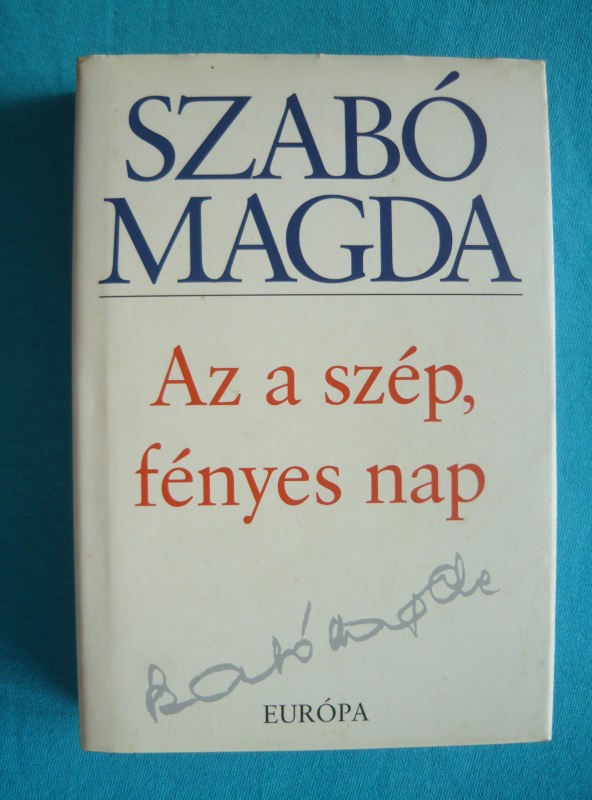 SZABÓ
MAGDA
Az a szép,
fényes nap
Szabó Magda
EURÓPA